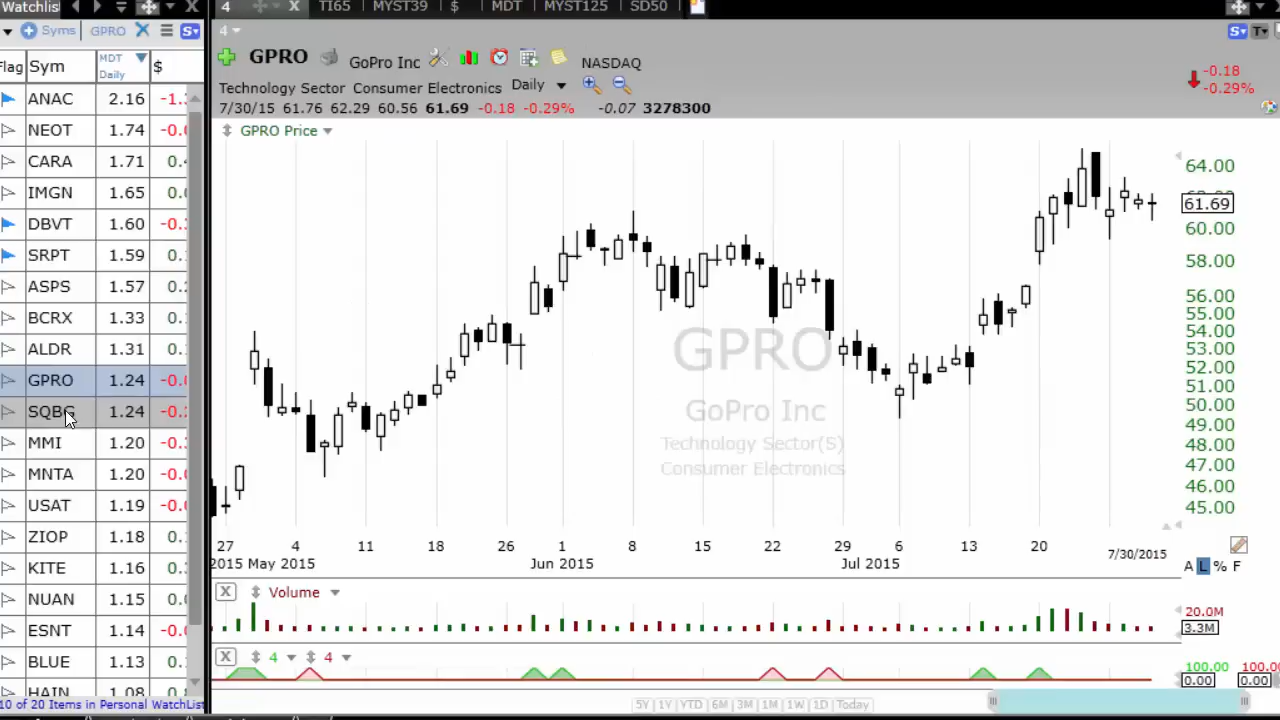 Watchlist
4 TI65 MYST39 $ MDT MYST125 SD50
Syms GPRO S
4
S T
Flag Sym MDT Daily $
ANAC 2.16
NEOT 1.74
CARA 1.71
IMGN 1.65
DBVT 1.60
SRPT 1.59
ASPS 1.57
BCRX 1.33
ALDR 1.31
GPRO 1.24
SQBG 1.24
MMI 1.20
MNTA 1.20
USAT 1.19
ZIOP 1.18
KITE 1.16
NUAN 1.15
ESNT 1.14
BLUE 1.13
HAIN 1.08
10 of 20 Items in Personal WatchList
GPRO GoPro Inc NASDAQ
Technology Sector Consumer Electronics Daily
7/30/15 61.76 62.29 60.56 61.69 -0.18 -0.29% -0.07 3278300
-0.18
-0.29%
GPRO Price
64.00
61.69
60.00
58.00
56.00
55.00
54.00
53.00
52.00
51.00
50.00
49.00
48.00
47.00
46.00
45.00
GPRO
GoPro Inc
Technology Sector(S)
Consumer Electronics
27 4 11 18 26 1 8 15 22 29 6 13 20
2015 May 2015 Jun 2015 Jul 2015 7/30/2015
A L % F
X Volume
20.0M
3.3M
X 4 4
100.00 100.0
0.00 0.00
5Y 1Y YTD 6M 3M 1M 1W 1D Today